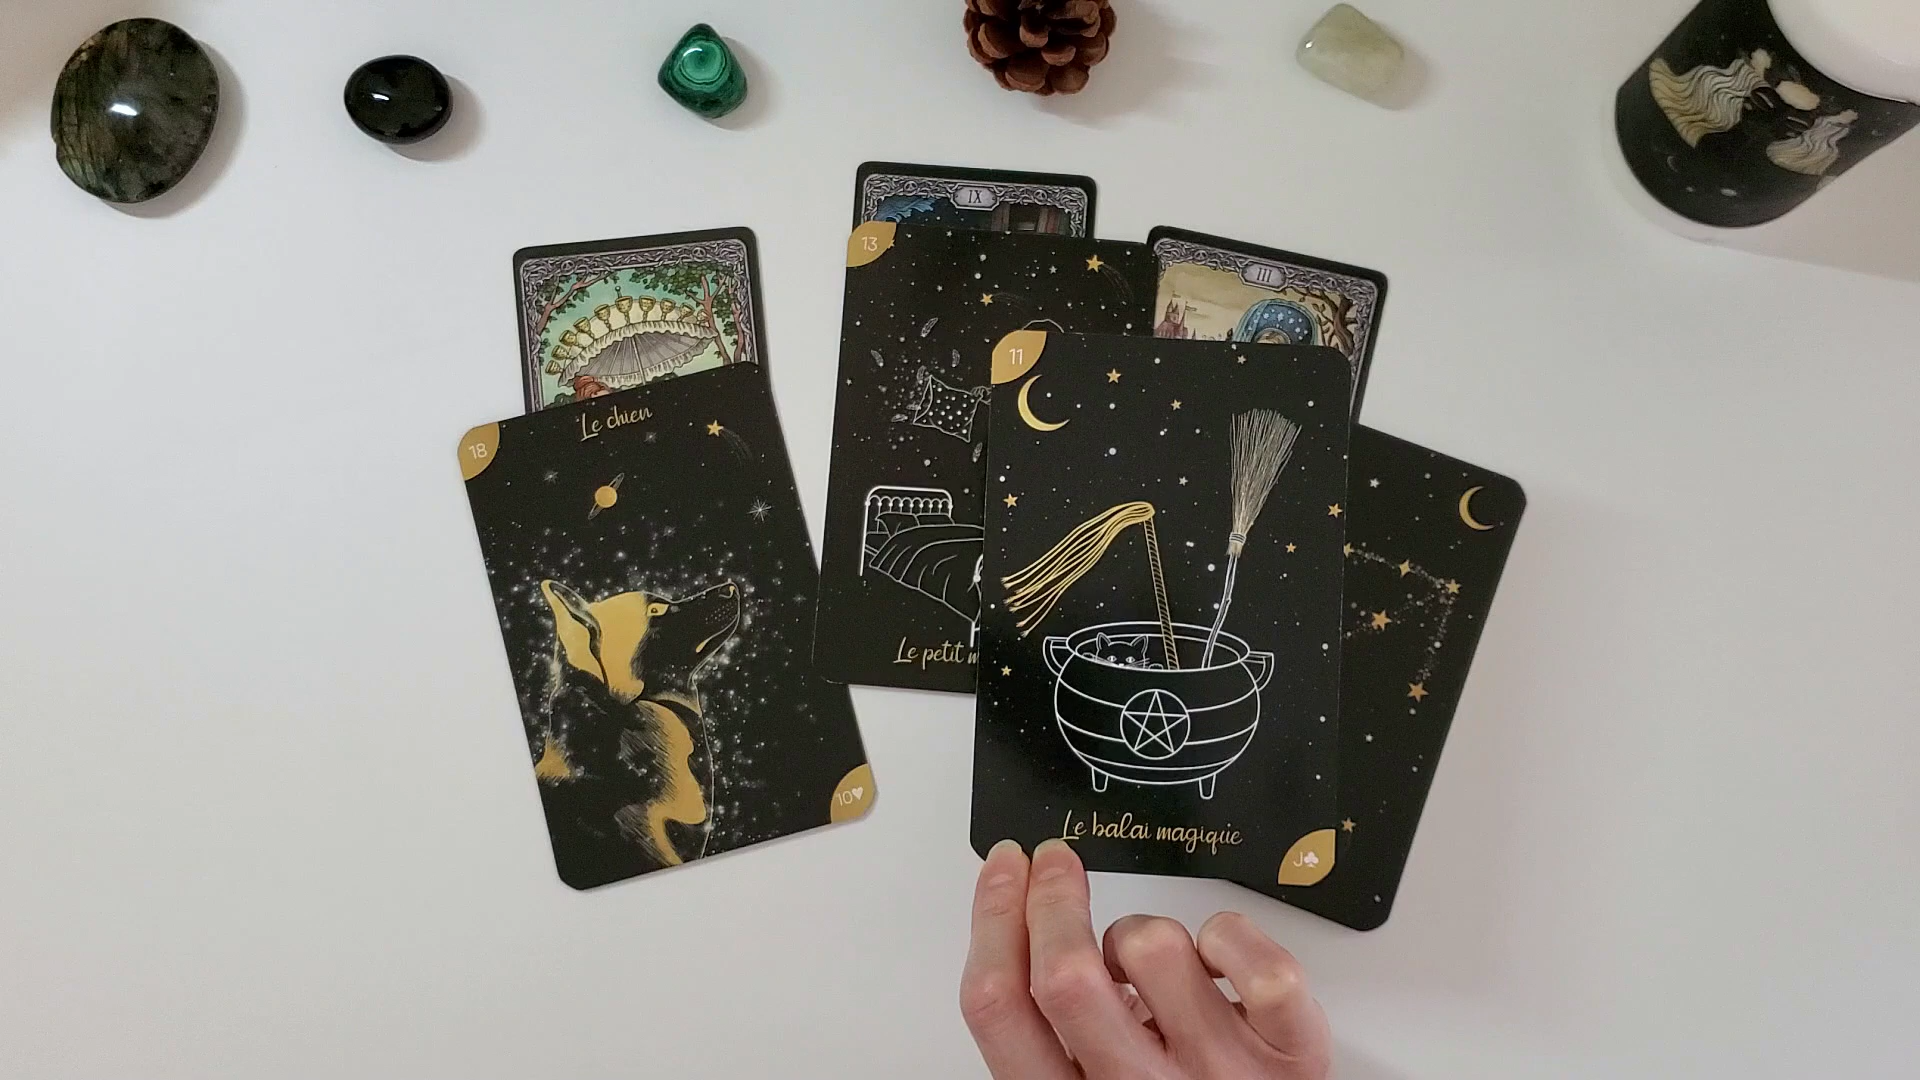 IX
13
III
11
Le chien
18
Le petit
Le balai magique
10♥
J♣